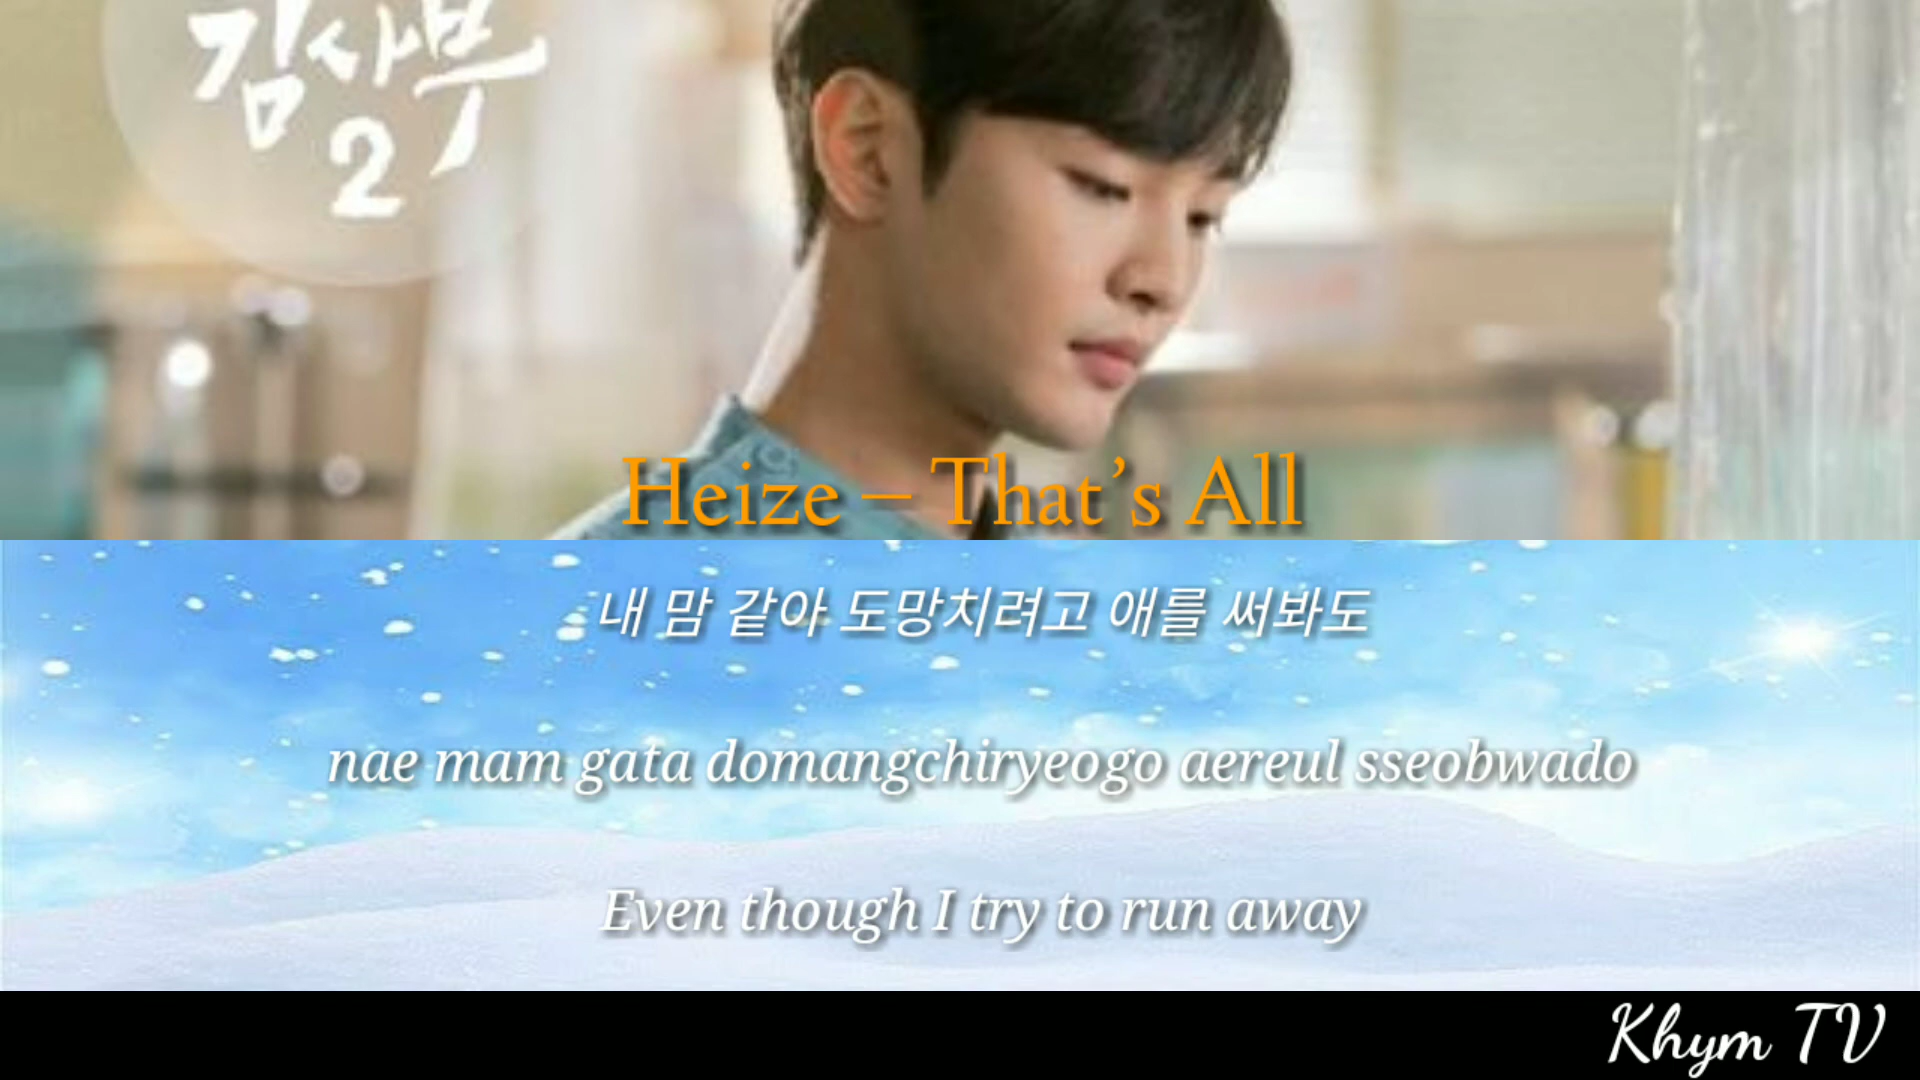 김사부
2
Heize – That's All
내 맘 같아 도망치려고 애를 써봐도
nae mam gata domangchiryeogo aereul sseobwado
Even though I try to run away
Khym TV